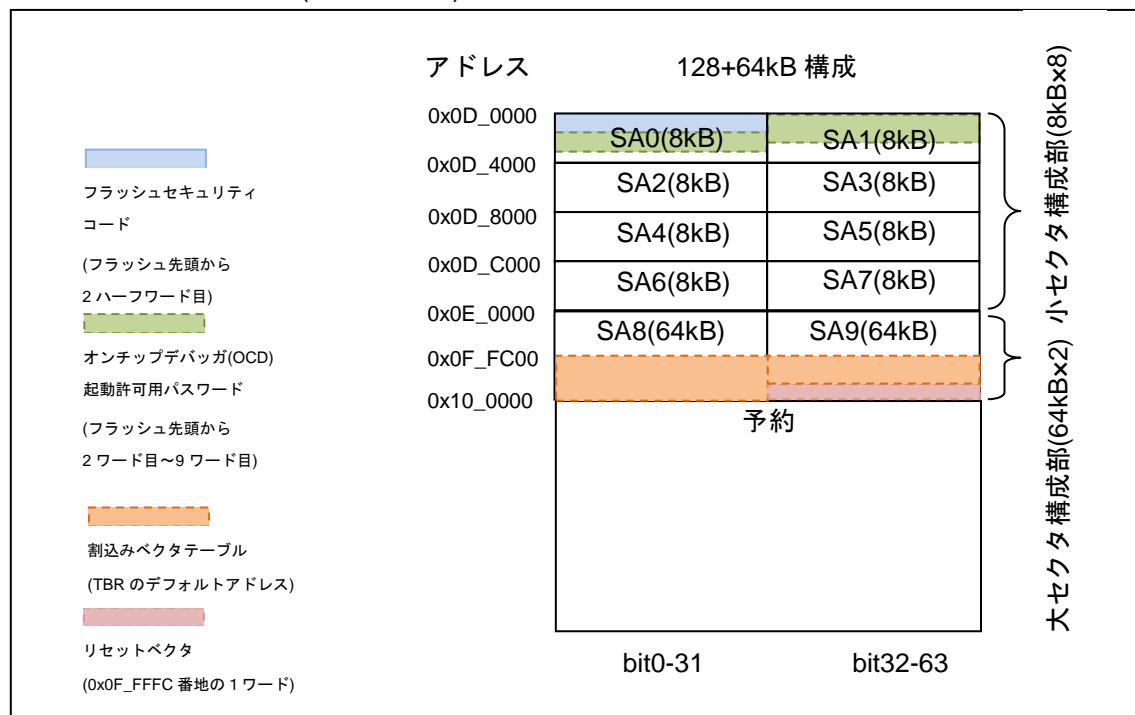 アドレス
128+64kB 構成
0x0D_0000
SA0(8kB)
SA1(8kB)
0x0D_4000
SA2(8kB)
SA3(8kB)
0x0D_8000
SA4(8kB)
SA5(8kB)
0x0D_C000
SA6(8kB)
SA7(8kB)
0x0E_0000
SA8(64kB)
SA9(64kB)
0x0F_FC00
0x10_0000
予約
bit0-31
bit32-63
小セクタ構成部(8kB×8)
大セクタ構成部(64kB×2)
フラッシュセキュリティ
コード
(フラッシュ先頭から
2 ハーフワード目)
オンチップデバッガ(OCD)
起動許可用パスワード
(フラッシュ先頭から
2 ワード目～9 ワード目)
割込みベクタテーブル
(TBR のデフォルトアドレス)
リセットベクタ
(0x0F_FFFC 番地の 1 ワード)